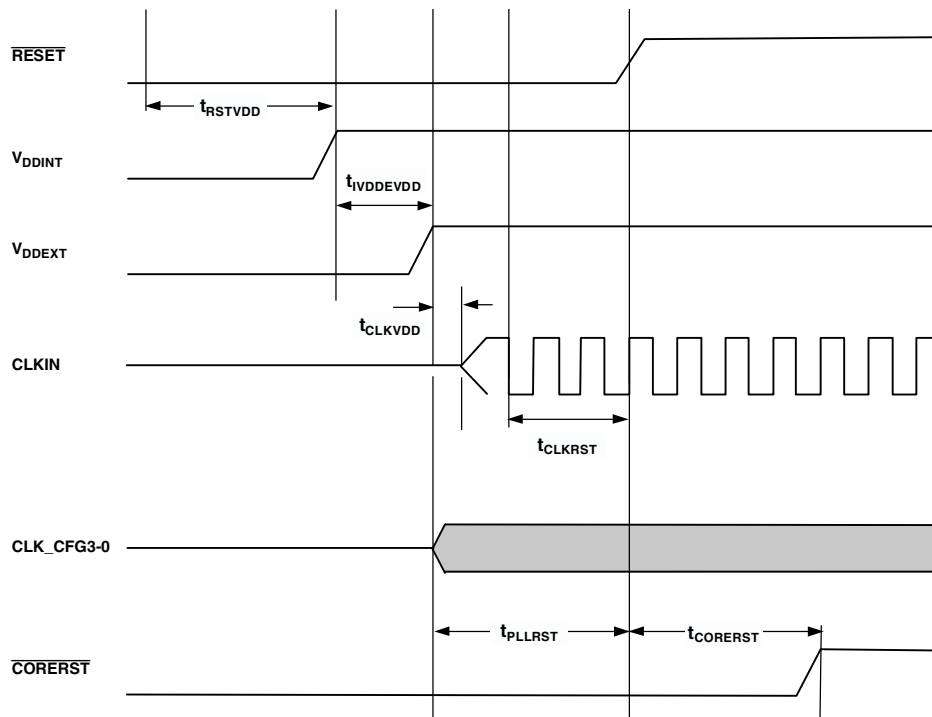 RESET
tRSTVDD
VDDINT
tIVDDEVDD
VDDEXT
tCLKVDD
CLKIN
tCLKRST
CLK_CFG3-0
tPLLRST
tCORERST
CORERST